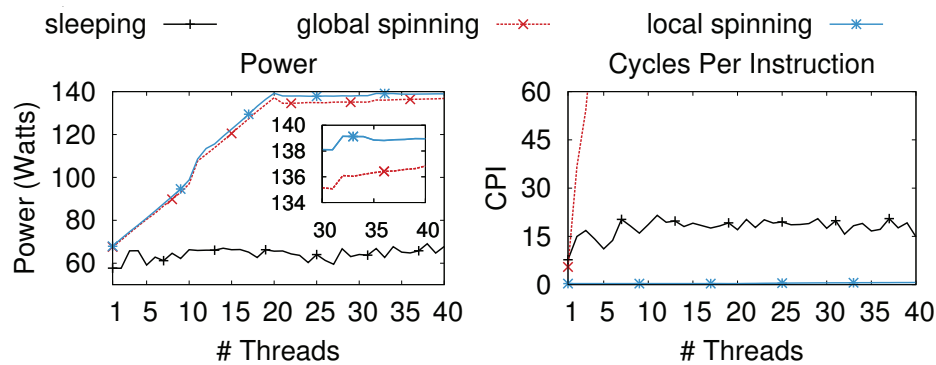 sleeping global spinning local spinning
Power
Cycles Per Instruction
Power (Watts)
140
120
100
80
60
140
138
136
134
30 35 40
1 5 10 15 20 25 30 35 40
# Threads
CPI
60
45
30
15
0
1 5 10 15 20 25 30 35 40
# Threads